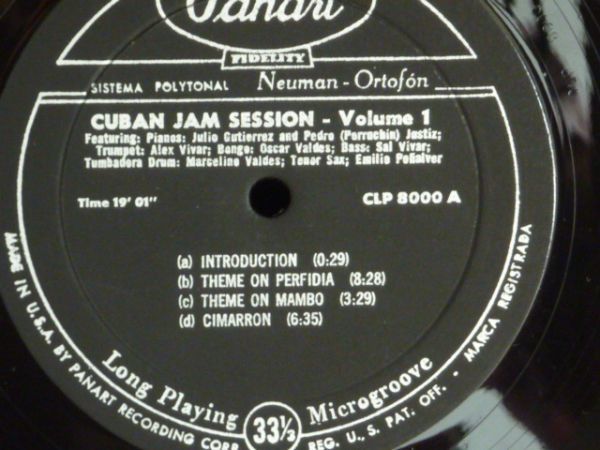 Panart
FIDELITY
SISTEMA POLYTONAL Neuman - Ortofón
CUBAN JAM SESSION - Volume 1
Featuring: Pianos: Julio Gutierrez and Pedro (Perruchin) Justiz;
Trumpet: Alex Vivar; Bongo: Oscar Valdes; Bass: Sal Vivar;
Tumbadora Drum: Marcelino Valdes; Tenor Sax; Emilio Peñalver
Time 19' 01" CLP 8000 A
(a) INTRODUCTION (0:29)
(b) THEME ON PERFIDIA (8:28)
(c) THEME ON MAMBO (3:29)
(d) CIMARRON (6:35)
Long Playing 33⅓ Microgroove
MADE IN U.S.A. BY PANART RECORDING CORP. REG. U., S. PAT. OFF. - MARCA REGISTRADA